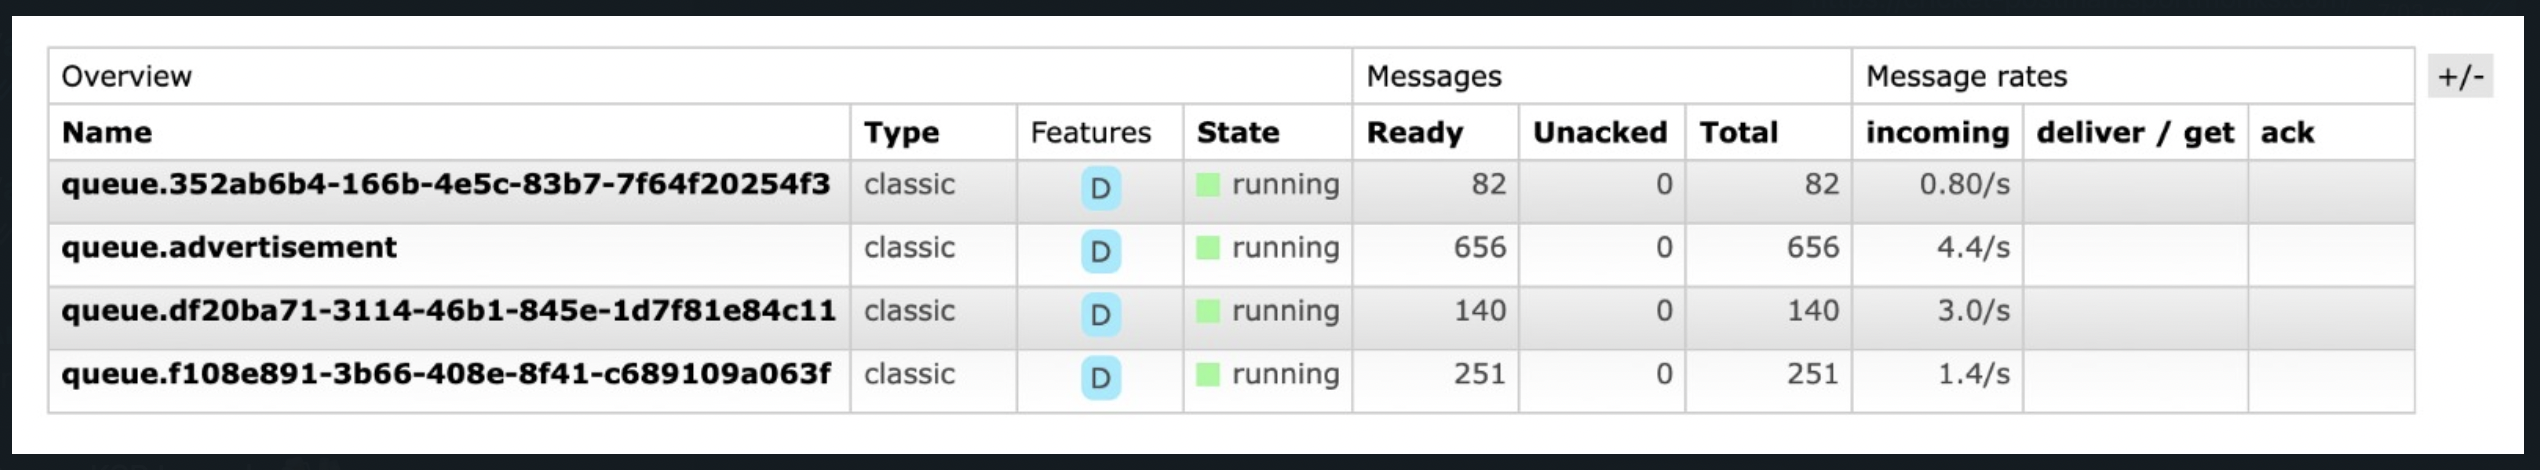 Overview Messages Message rates +/-
Name Type Features State Ready Unacked Total incoming deliver / get ack
queue.352ab6b4-166b-4e5c-83b7-7f64f20254f3 classic D running 82 0 82 0.80/s
queue.advertisement classic D running 656 0 656 4.4/s
queue.df20ba71-3114-46b1-845e-1d7f81e84c11 classic D running 140 0 140 3.0/s
queue.f108e891-3b66-408e-8f41-c689109a063f classic D running 251 0 251 1.4/s